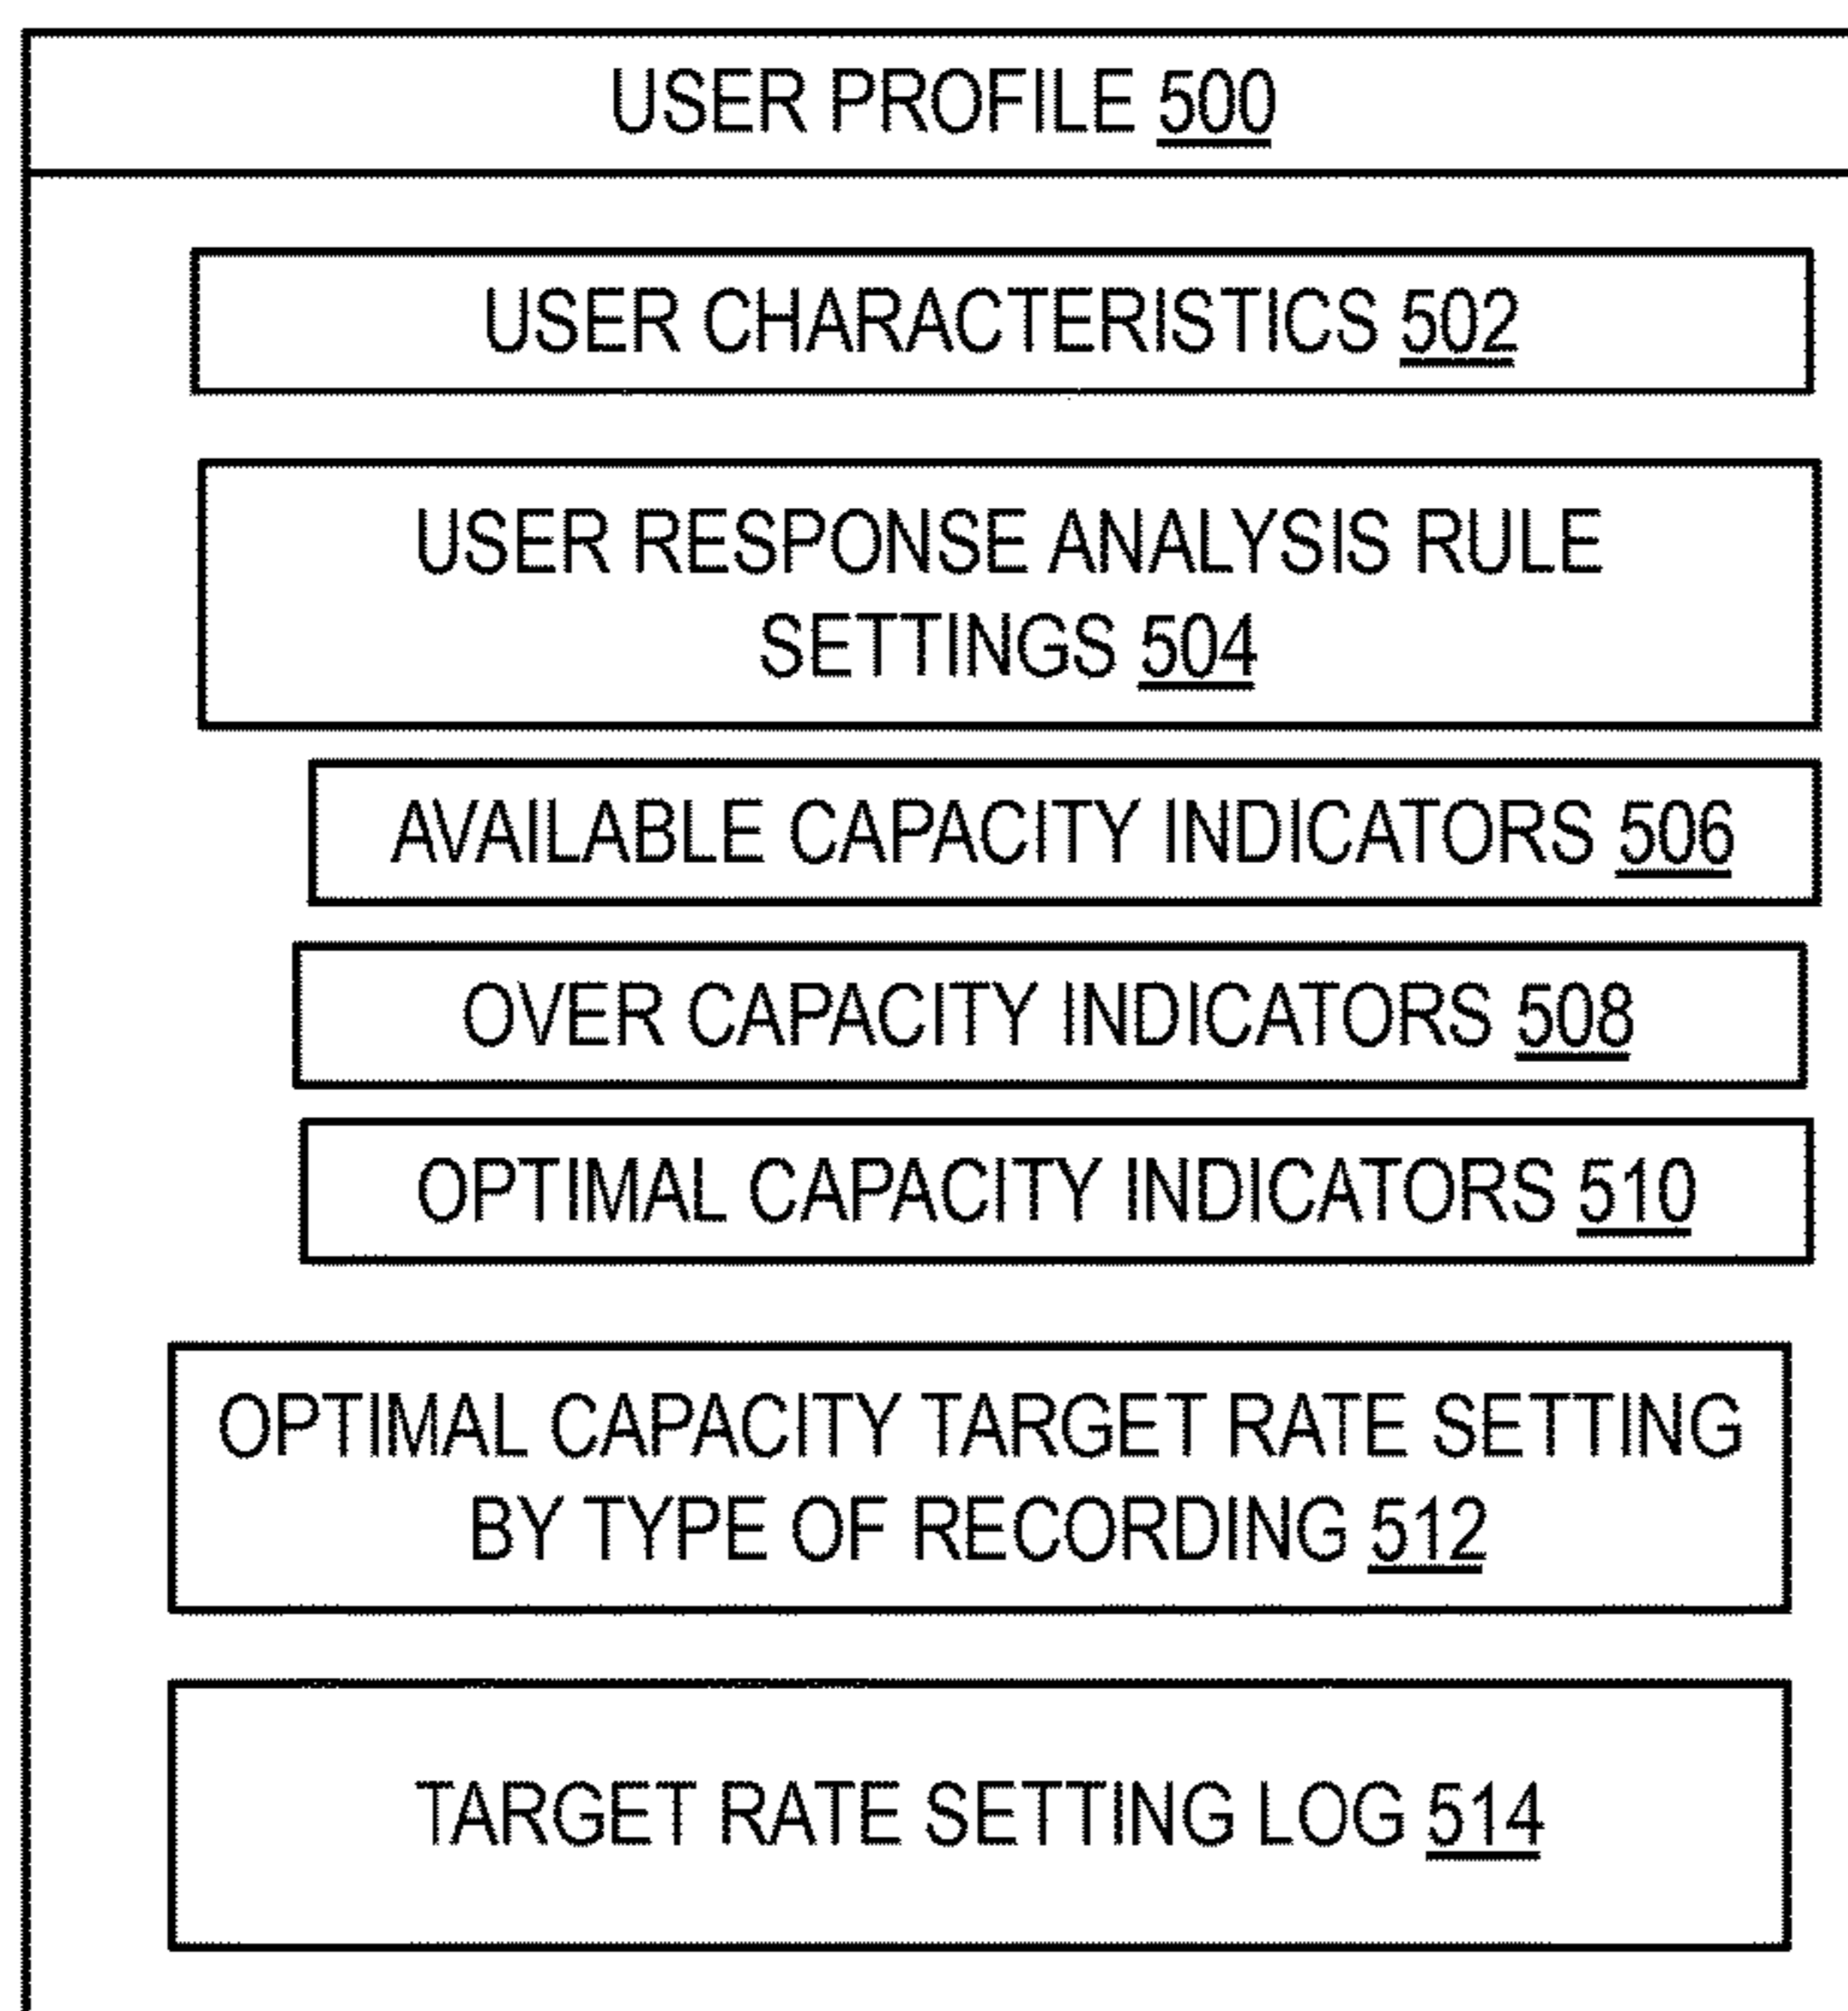 USER PROFILE 500
USER CHARACTERISTICS 502
USER RESPONSE ANALYSIS RULE
SETTINGS 504
AVAILABLE CAPACITY INDICATORS 506
OVER CAPACITY INDICATORS 508
OPTIMAL CAPACITY INDICATORS 510
OPTIMAL CAPACITY TARGET RATE SETTING
BY TYPE OF RECORDING 512
TARGET RATE SETTING LOG 514